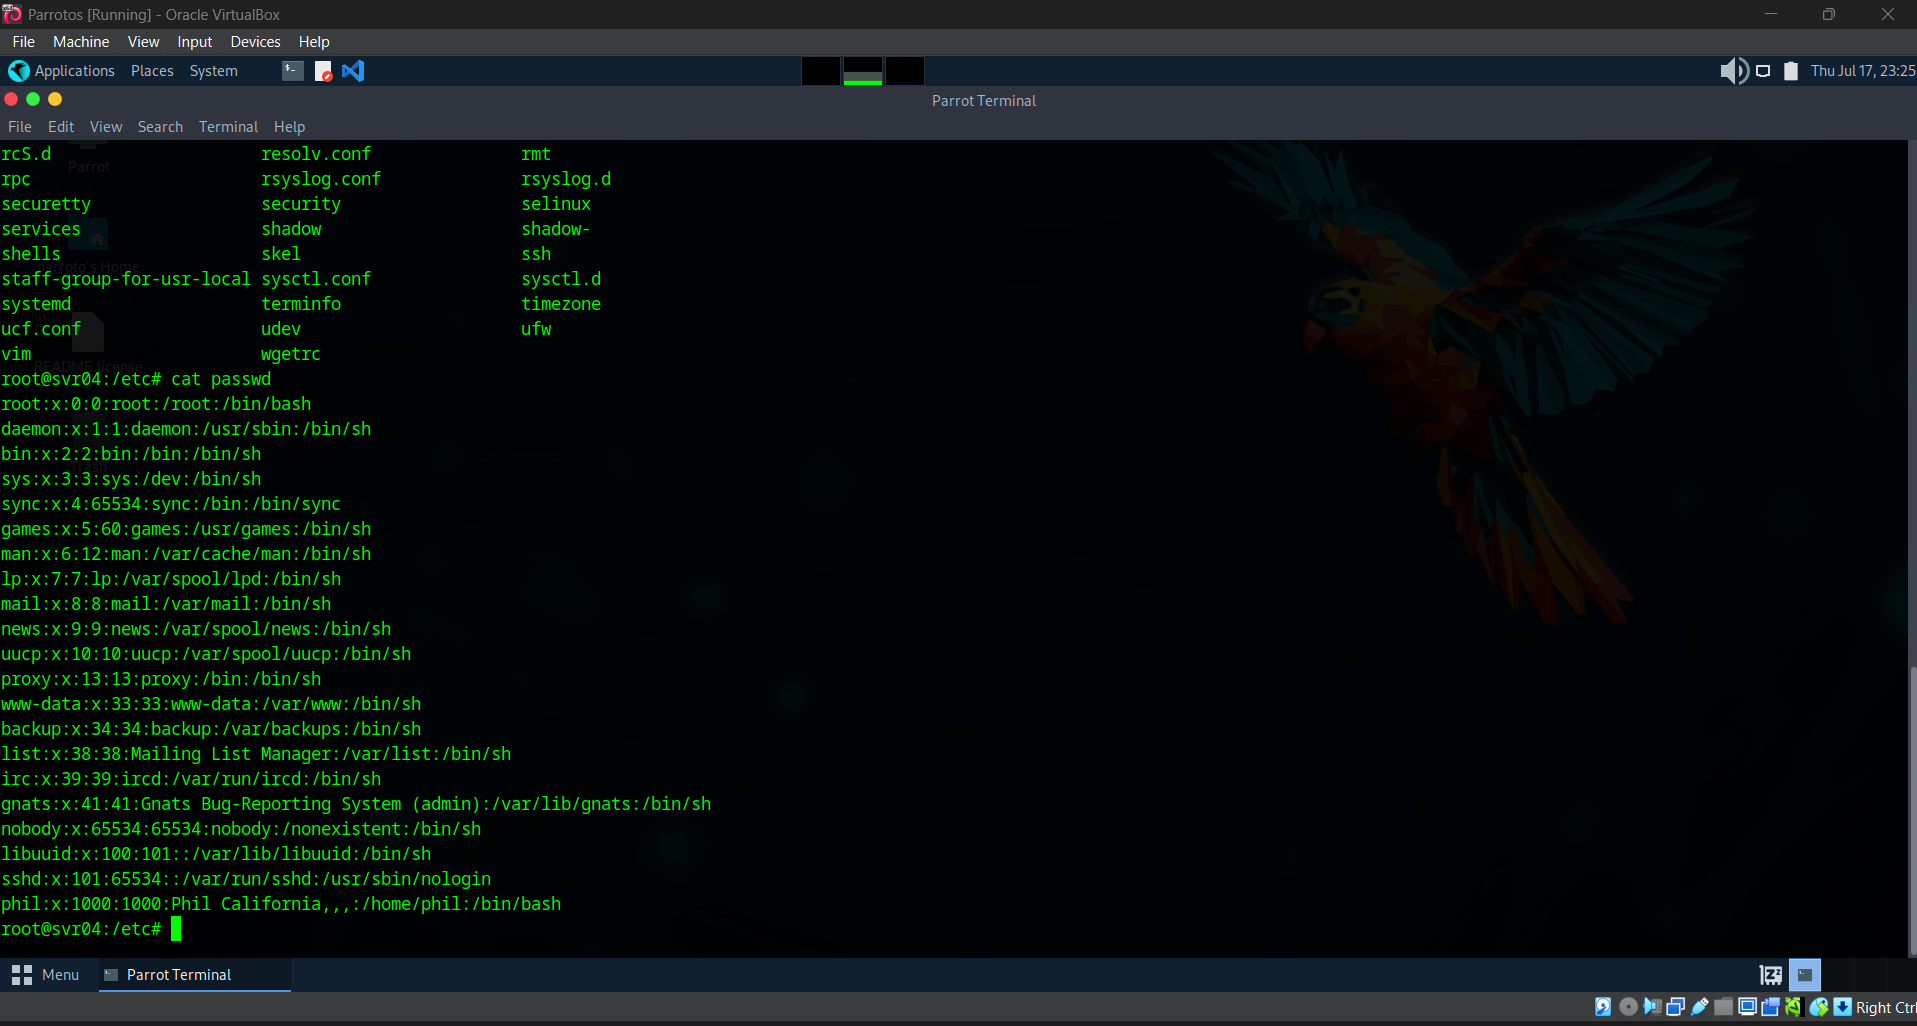 Parrotos [Running] - Oracle VirtualBox
File Machine View Input Devices Help
Applications Places System Thu Jul 17, 23:25
Parrot Terminal
File Edit View Search Terminal Help
rcS.d resolv.conf rmt
Parrot
rpc rsyslog.conf rsyslog.d
securetty security selinux
services shadow shadow-
shells skel ssh
parroto's Home
staff-group-for-usr-local sysctl.conf sysctl.d
systemd terminfo timezone
ucf.conf udev ufw
vim wgetrc
README.license
root@svr04:/etc# cat passwd
root:x:0:0:root:/root:/bin/bash
daemon:x:1:1:daemon:/usr/sbin:/bin/sh
bin:x:2:2:bin:/bin:/bin/sh
Trash
sys:x:3:3:sys:/dev:/bin/sh
sync:x:4:65534:sync:/bin:/bin/sync
games:x:5:60:games:/usr/games:/bin/sh
man:x:6:12:man:/var/cache/man:/bin/sh
lp:x:7:7:lp:/var/spool/lpd:/bin/sh
mail:x:8:8:mail:/var/mail:/bin/sh
news:x:9:9:news:/var/spool/news:/bin/sh
uucp:x:10:10:uucp:/var/spool/uucp:/bin/sh
proxy:x:13:13:proxy:/bin:/bin/sh
www-data:x:33:33:www-data:/var/www:/bin/sh
backup:x:34:34:backup:/var/backups:/bin/sh
list:x:38:38:Mailing List Manager:/var/list:/bin/sh
irc:x:39:39:ircd:/var/run/ircd:/bin/sh
gnats:x:41:41:Gnats Bug-Reporting System (admin):/var/lib/gnats:/bin/sh
nobody:x:65534:65534:nobody:/nonexistent:/bin/sh
libuuid:x:100:101::/var/lib/libuuid:/bin/sh
sshd:x:101:65534::/var/run/sshd:/usr/sbin/nologin
phil:x:1000:1000:Phil California,,,:/home/phil:/bin/bash
root@svr04:/etc#
Menu Parrot Terminal
Right Ctrl